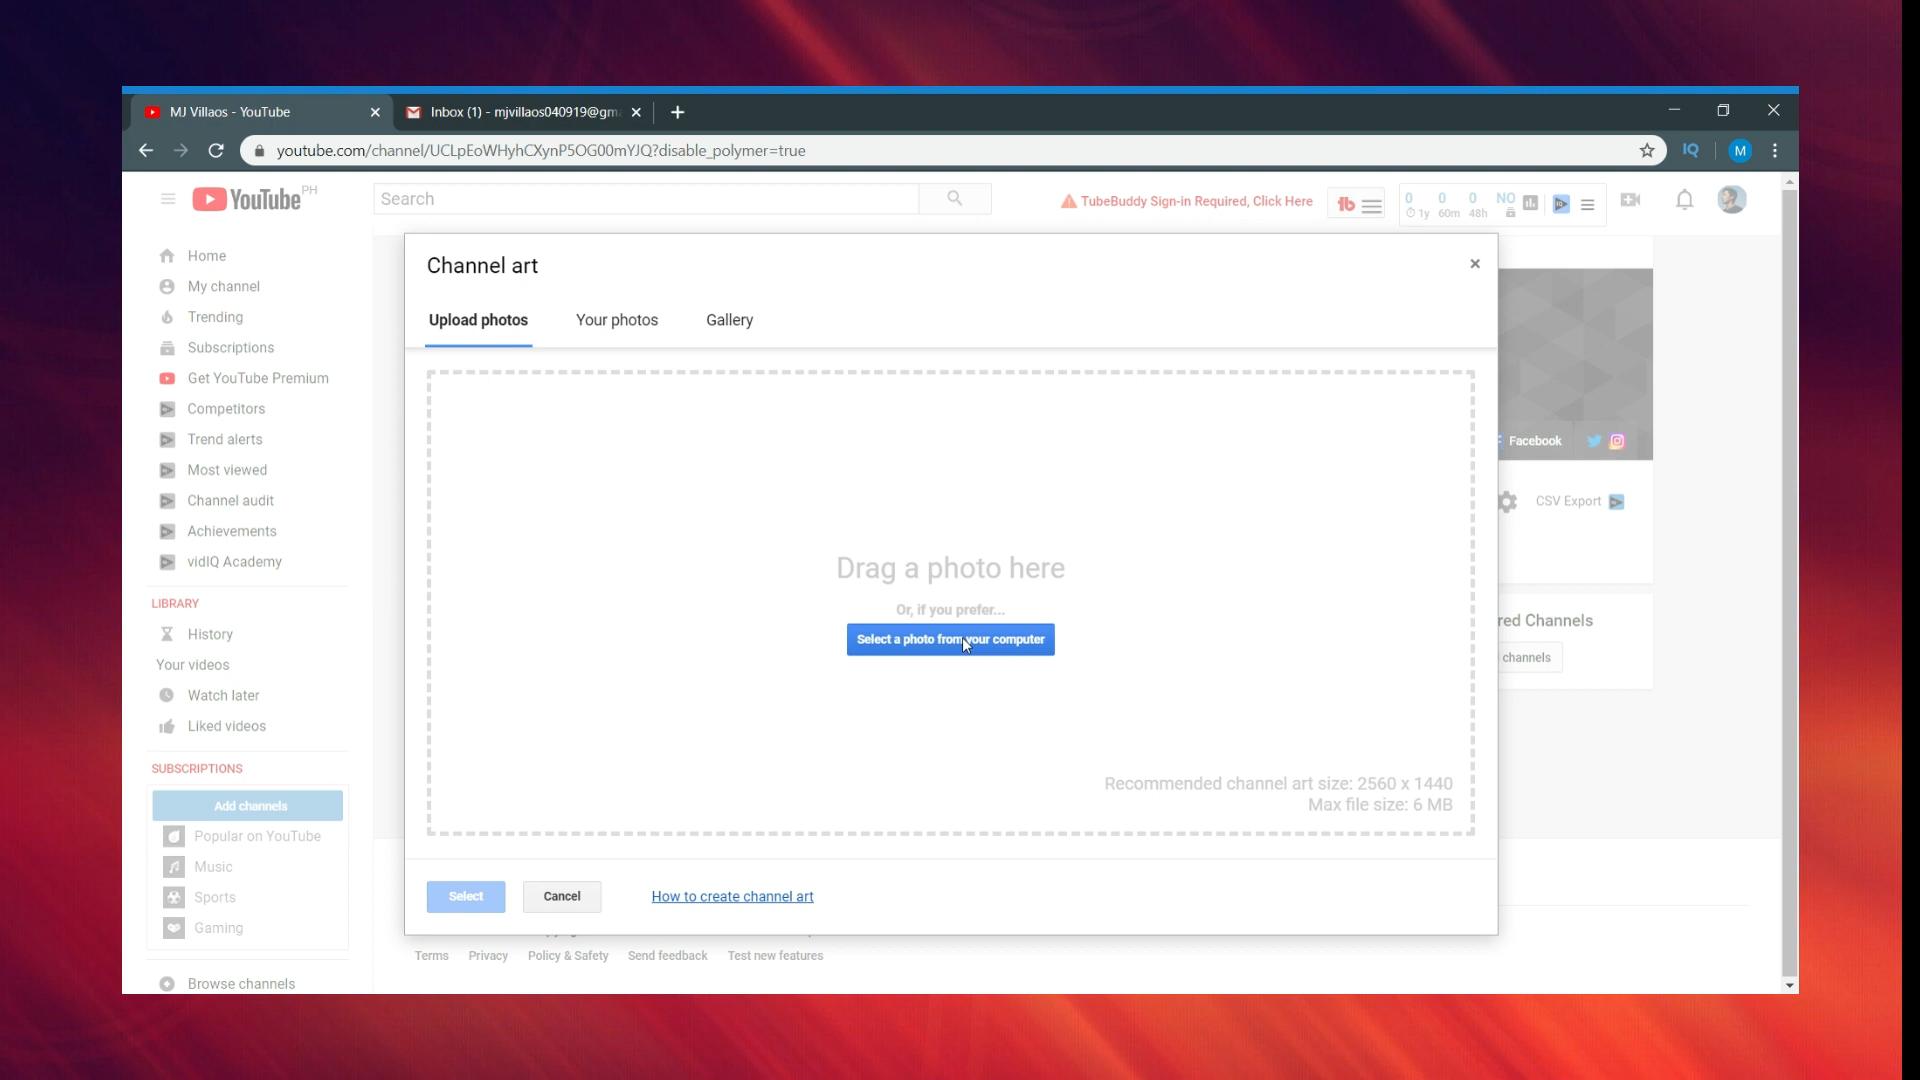 MJ Villaos - YouTube
Inbox (1) - mjvillaos040919@gm
youtube.com/channel/UCLpEoWHyhCXynP5OG00mYJQ?disable_polymer=true
IQ
M
YouTube PH
Search
TubeBuddy Sign-in Required, Click Here
tb
0 0 0 NO
1y 60m 48h
Home
My channel
Trending
Subscriptions
Get YouTube Premium
Competitors
Trend alerts
Most viewed
Channel audit
Achievements
vidIQ Academy
LIBRARY
History
Your videos
Watch later
Liked videos
SUBSCRIPTIONS
Add channels
Popular on YouTube
Music
Sports
Gaming
Browse channels
Channel art
Upload photos
Your photos
Gallery
Drag a photo here
Or, if you prefer...
Select a photo from your computer
Recommended channel art size: 2560 x 1440
Max file size: 6 MB
Select
Cancel
How to create channel art
Facebook
CSV Export
red Channels
channels
Terms
Privacy
Policy & Safety
Send feedback
Test new features